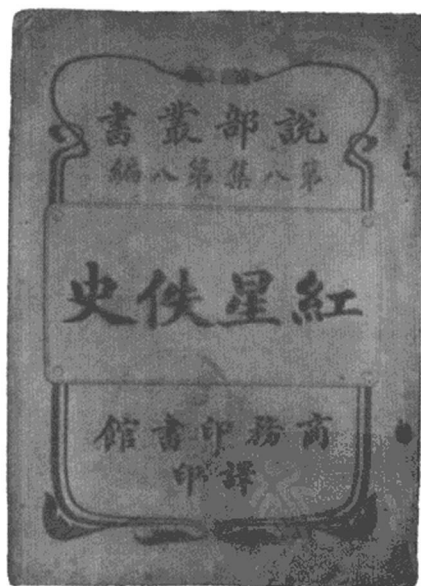 說部叢書
第八集第八編
紅星佚史
商務印書館
譯印